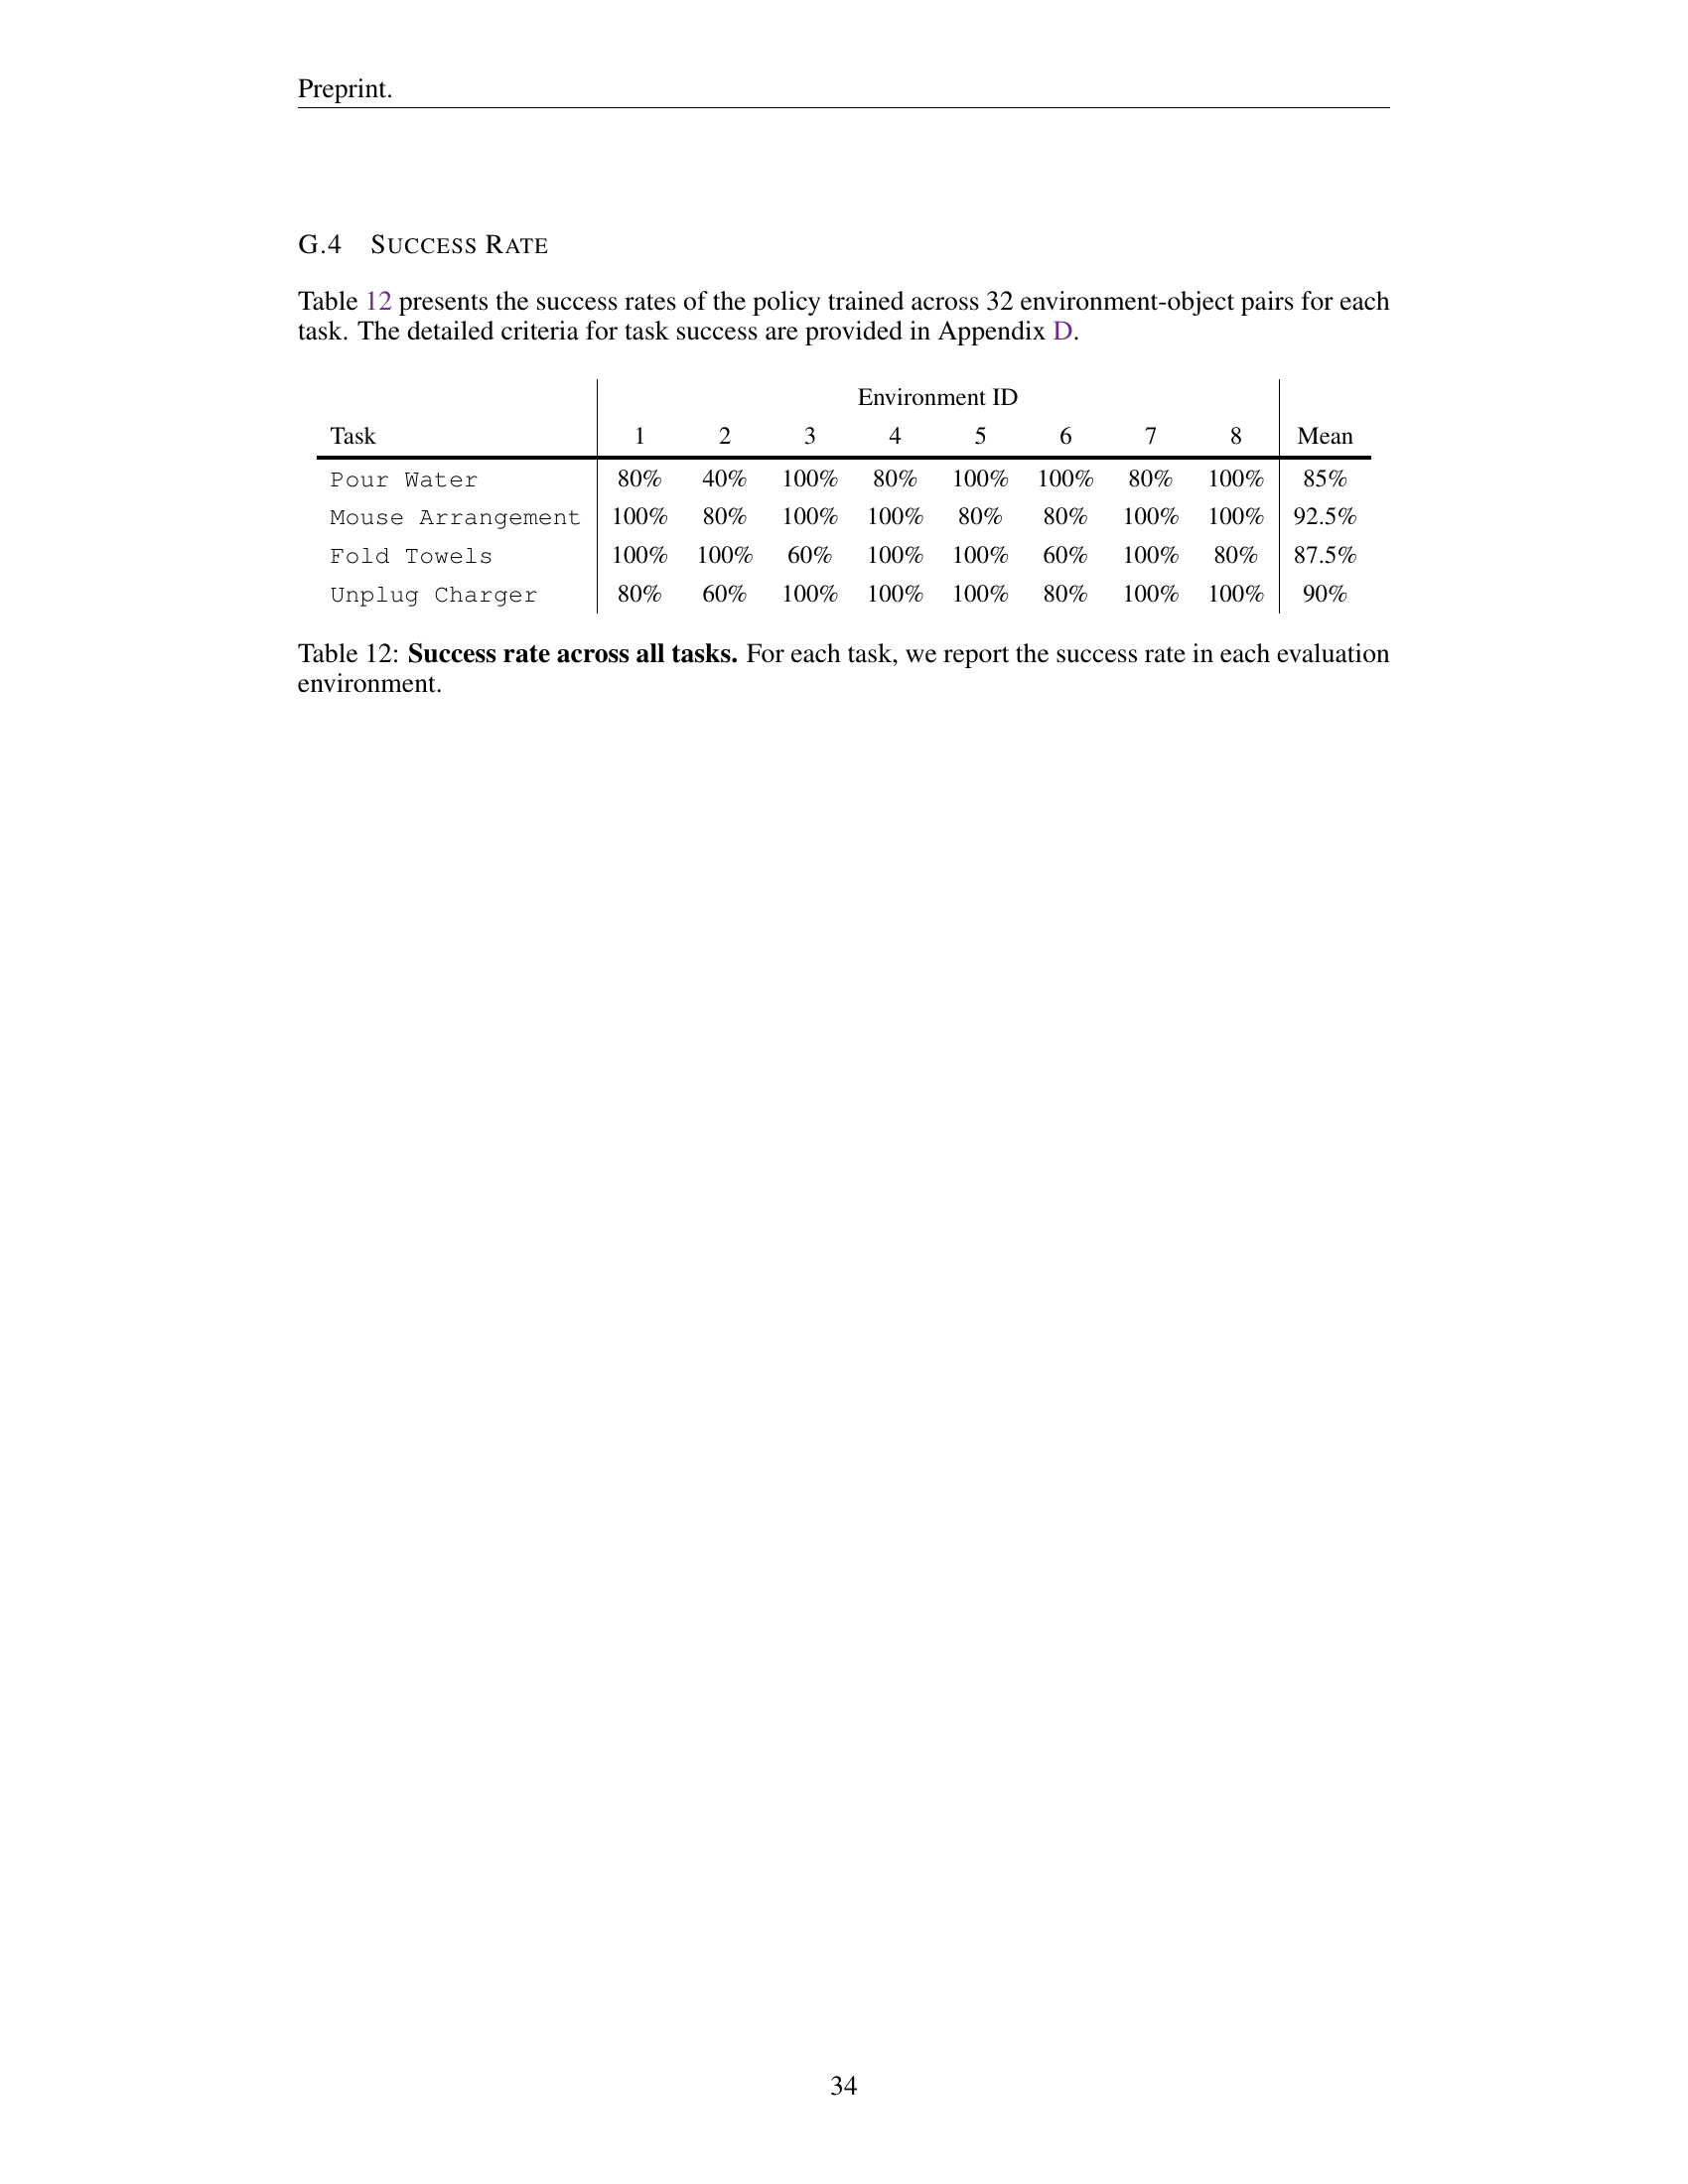 Preprint.
G.4 SUCCESS RATE
Table 12 presents the success rates of the policy trained across 32 environment-object pairs for each
task. The detailed criteria for task success are provided in Appendix D.
Environment ID
Task 1 2 3 4 5 6 7 8 Mean
Pour Water 80% 40% 100% 80% 100% 100% 80% 100% 85%
Mouse Arrangement 100% 80% 100% 100% 80% 80% 100% 100% 92.5%
Fold Towels 100% 100% 60% 100% 100% 60% 100% 80% 87.5%
Unplug Charger 80% 60% 100% 100% 100% 80% 100% 100% 90%
Table 12: Success rate across all tasks. For each task, we report the success rate in each evaluation
environment.
34